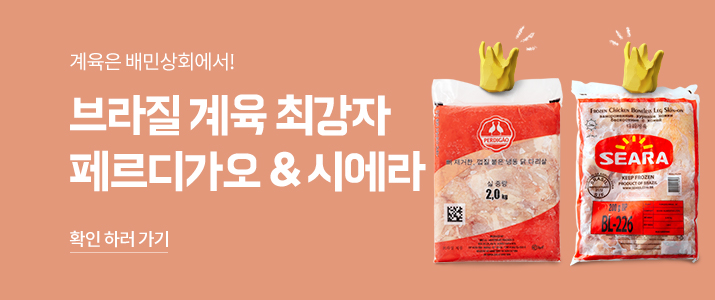 계육은 배민상회에서!
브라질 계육 최강자
페르디가오 & 시에라
확인 하러 가기
PERDIGÃO
뼈 제거한, 껍질 붙은 냉동 닭 다리살
실 중량
2,0 kg
Frozen Chicken Boneless Leg Skin-on
SEARA
KEEP FROZEN
PRODUCT OF BRAZIL
BL-226